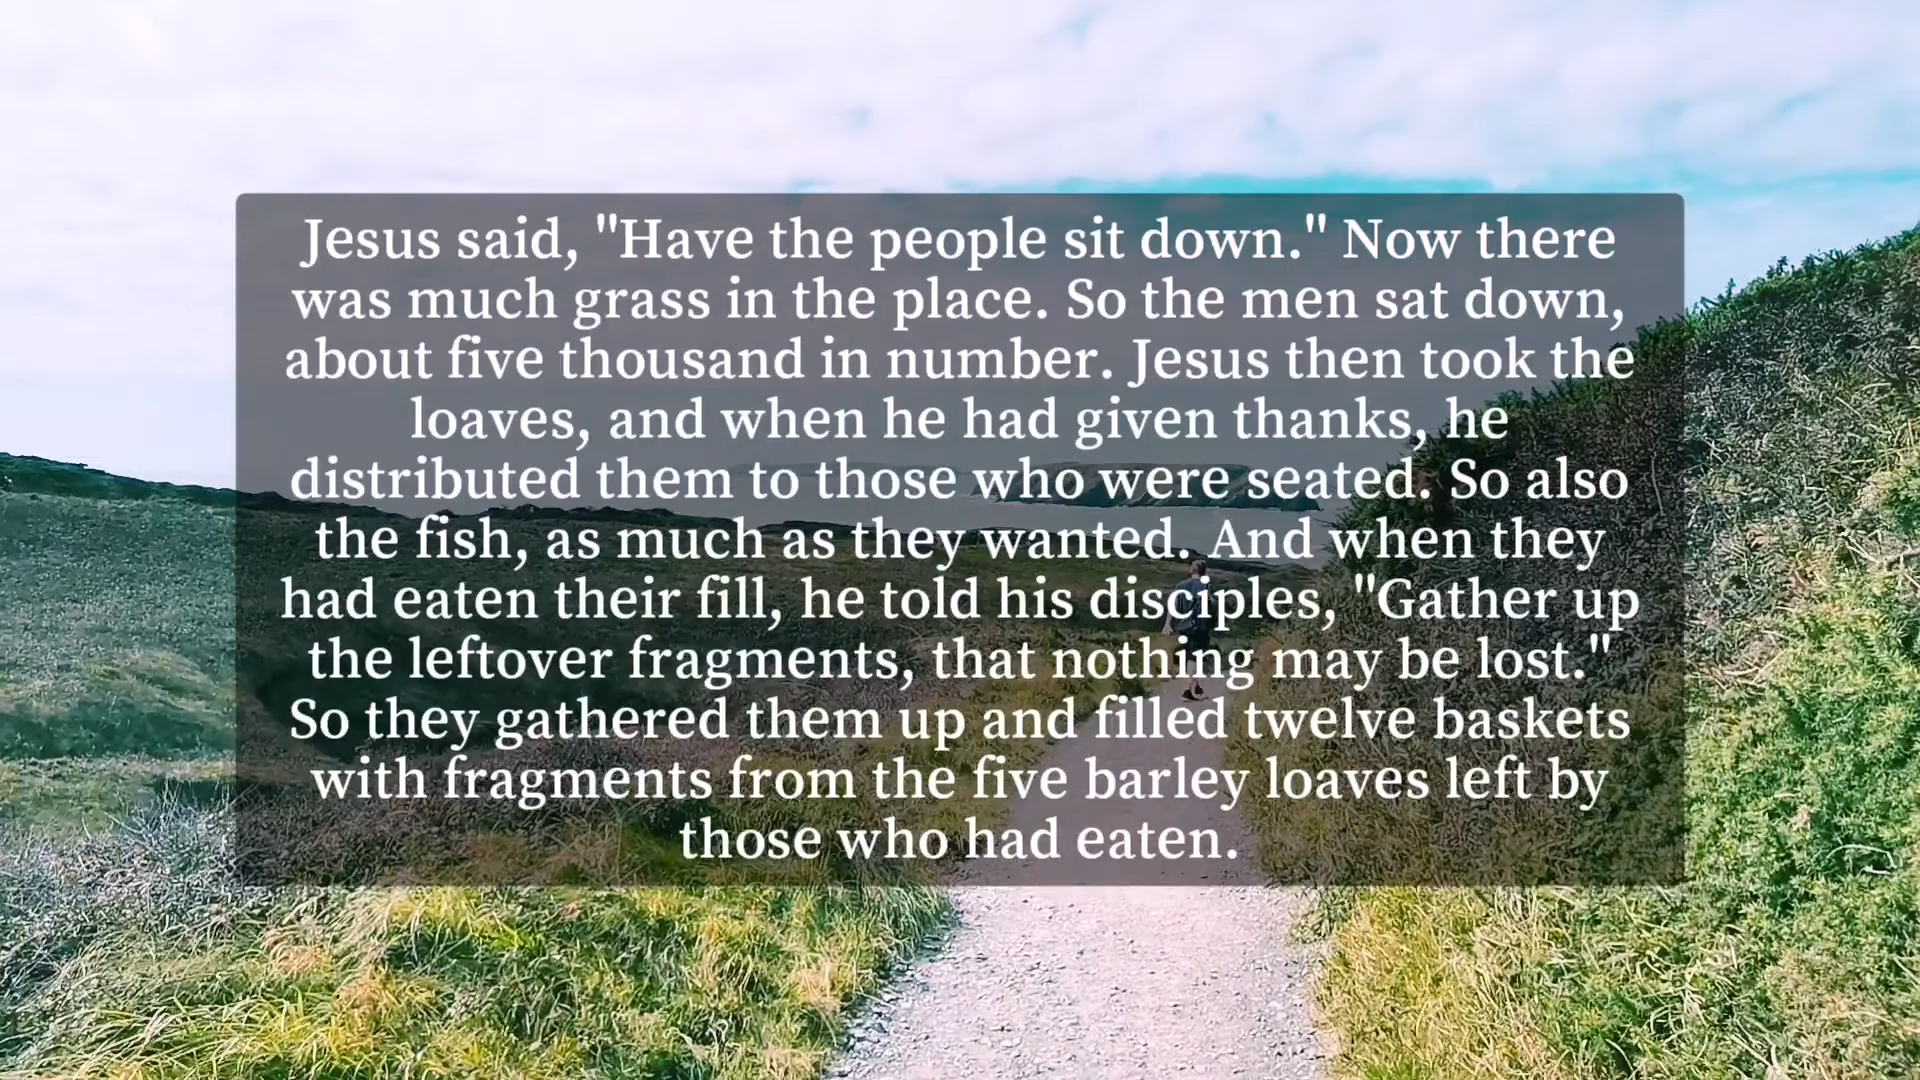 Jesus said, "Have the people sit down." Now there
was much grass in the place. So the men sat down,
about five thousand in number. Jesus then took the
loaves, and when he had given thanks, he
distributed them to those who were seated. So also
the fish, as much as they wanted. And when they
had eaten their fill, he told his disciples, "Gather up
the leftover fragments, that nothing may be lost."
So they gathered them up and filled twelve baskets
with fragments from the five barley loaves left by
those who had eaten.